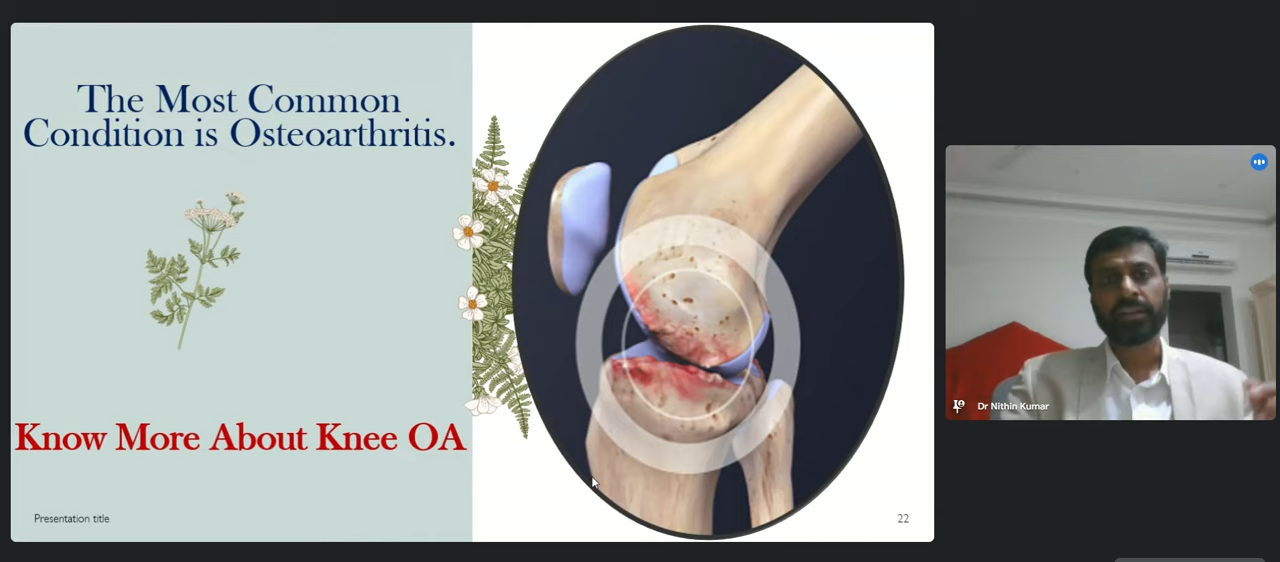 The Most Common
Condition is Osteoarthritis.
Know More About Knee OA
Presentation title
22
Dr Nithin Kumar